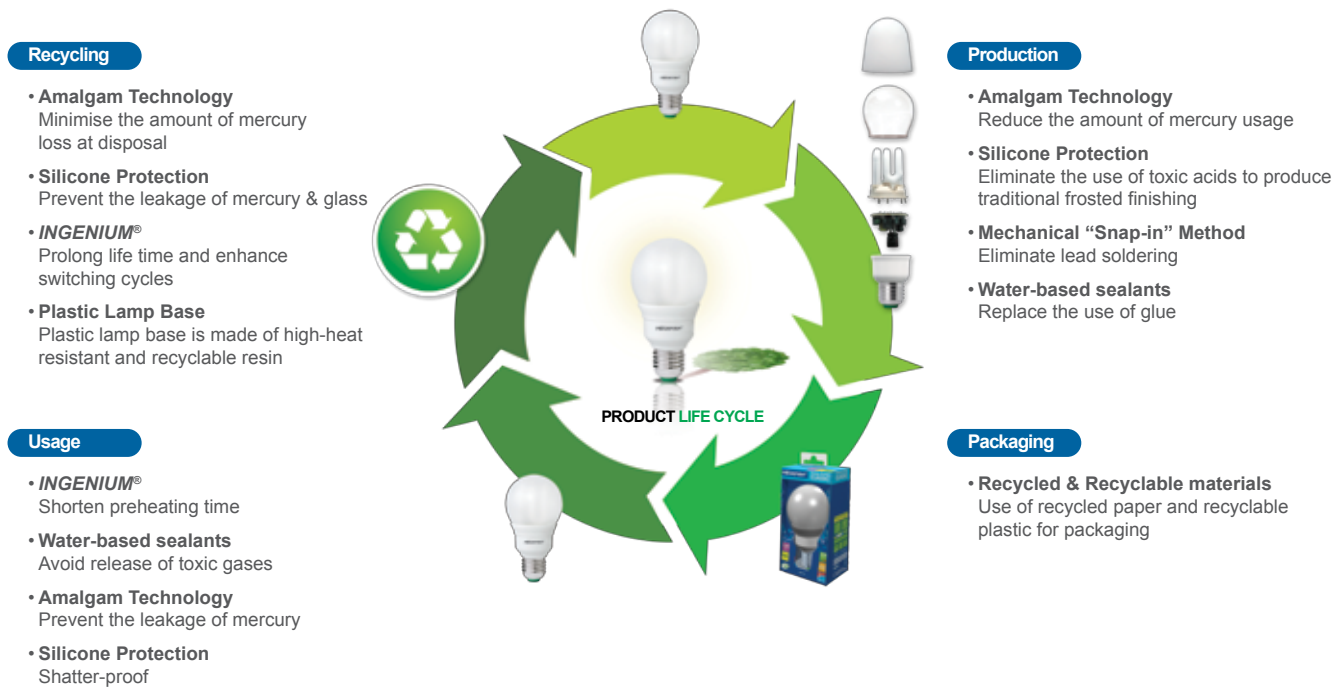 Recycling
• Amalgam Technology
Minimise the amount of mercury
loss at disposal
• Silicone Protection
Prevent the leakage of mercury & glass
• INGENIUM®
Prolong life time and enhance
switching cycles
• Plastic Lamp Base
Plastic lamp base is made of high-heat
resistant and recyclable resin
Usage
• INGENIUM®
Shorten preheating time
• Water-based sealants
Avoid release of toxic gases
• Amalgam Technology
Prevent the leakage of mercury
• Silicone Protection
Shatter-proof
PRODUCT LIFE CYCLE
Production
• Amalgam Technology
Reduce the amount of mercury usage
• Silicone Protection
Eliminate the use of toxic acids to produce
traditional frosted finishing
• Mechanical “Snap-in” Method
Eliminate lead soldering
• Water-based sealants
Replace the use of glue
Packaging
• Recycled & Recyclable materials
Use of recycled paper and recyclable
plastic for packaging